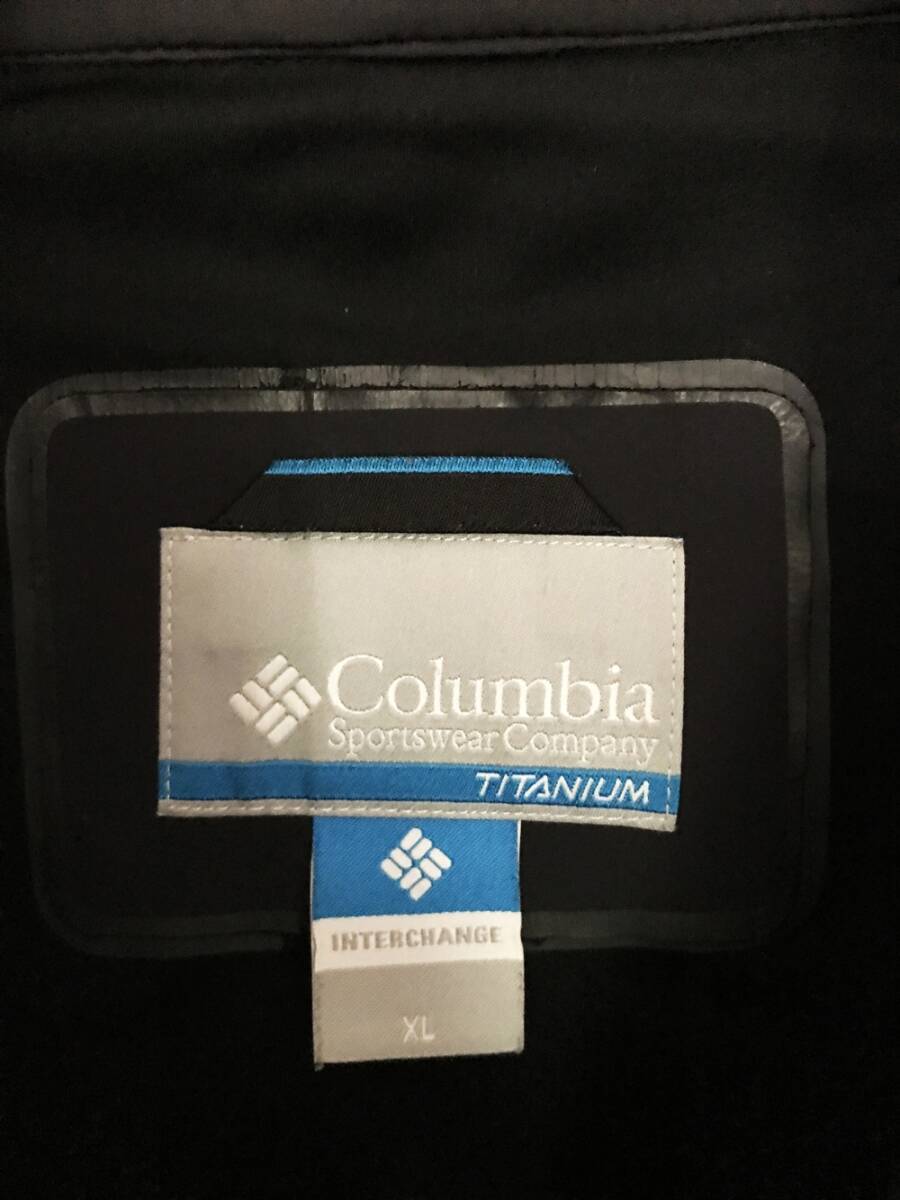 Columbia
Sportswear Company
TITANIUM
INTERCHANGE
XL